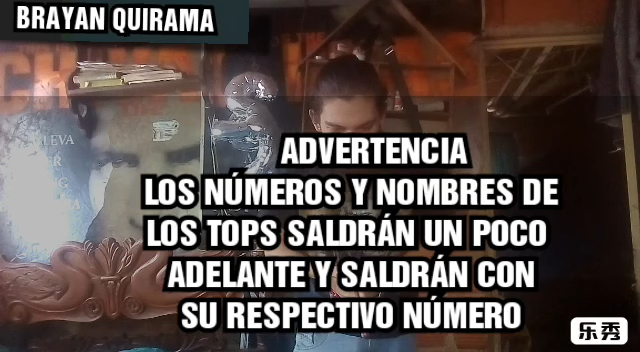 BRAYAN QUIRAMA
ADVERTENCIA
LOS NÚMEROS Y NOMBRES DE
LOS TOPS SALDRÁN UN POCO
ADELANTE Y SALDRÁN CON
SU RESPECTIVO NÚMERO
乐秀